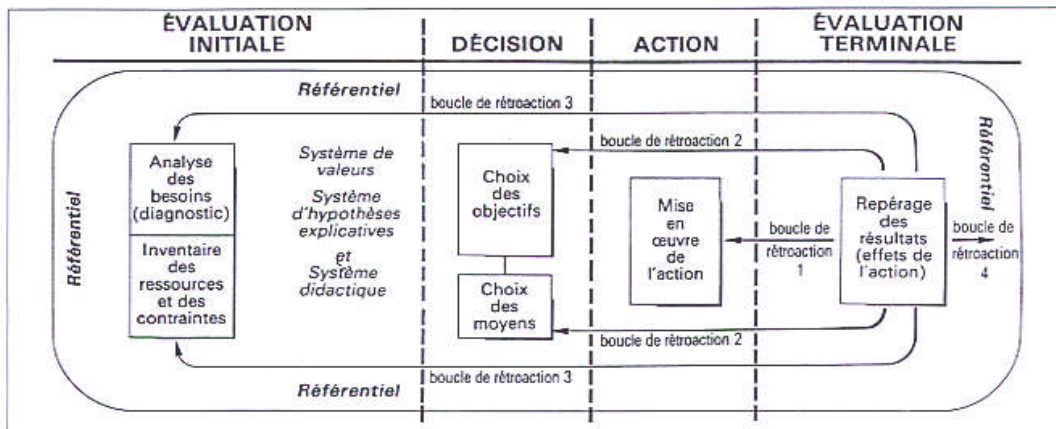 ÉVALUATION
INITIALE
DÉCISION
ACTION
ÉVALUATION
TERMINALE
Référentiel
boucle de rétroaction 3
boucle de rétroaction 2
Référentiel
Analyse
des
besoins
(diagnostic)
Inventaire
des
ressources
et des
contraintes
Référentiel
Système de
valeurs
Système
d'hypothèses
explicatives
et
Système
didactique
Choix
des
objectifs
Choix
des
moyens
Mise
en
œuvre
de
l'action
boucle de
rétroaction
1
Repérage
des
résultats
(effets de
l'action)
boucle de
rétroaction
4
boucle de rétroaction 2
boucle de rétroaction 3
Référentiel